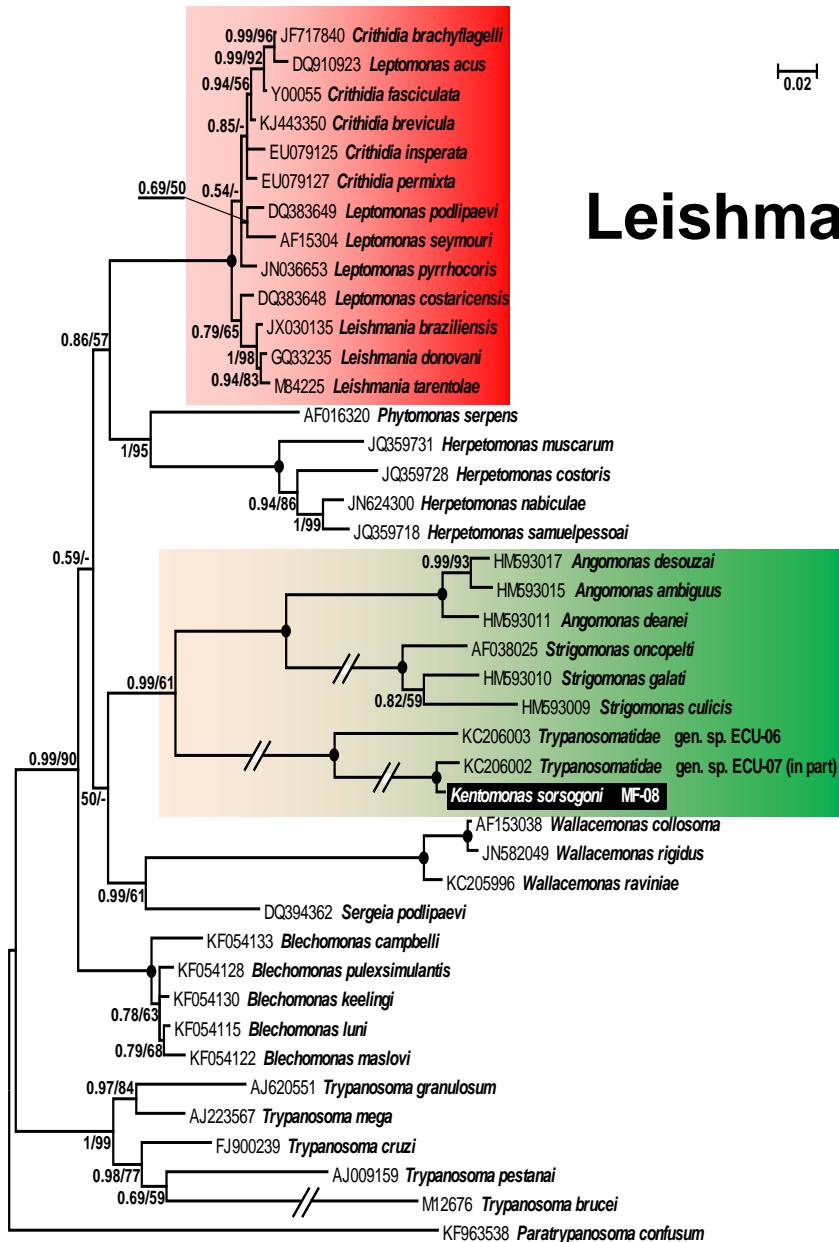 0.99/96
JF717840 Crithidia brachyflagelli
0.99/92
DQ910923 Leptomonas acus
0.02
0.94/56
Y00055 Crithidia fasciculata
0.85/-
KJ443350 Crithidia brevicula
EU079125 Crithidia insperata
0.54/-
EU079127 Crithidia permixta
0.69/50
DQ383649 Leptomonas podlipaevi
Leishma
AF15304 Leptomonas seymouri
JN036653 Leptomonas pyrrhocoris
DQ383648 Leptomonas costaricensis
0.79/65
JX030135 Leishmania braziliensis
0.86/57
1/98
GQ33235 Leishmania donovani
0.94/83
M84225 Leishmania tarentolae
AF016320 Phytomonas serpens
1/95
JQ359731 Herpetomonas muscarum
JQ359728 Herpetomonas costoris
0.94/86
JN624300 Herpetomonas nabiculae
1/99
JQ359718 Herpetomonas samuelpessoai
0.59/-
0.99/93
HM593017 Angomonas desouzai
HM593015 Angomonas ambiguus
HM593011 Angomonas deanei
AF038025 Strigomonas oncopelti
0.99/61
HM593010 Strigomonas galati
0.82/59
HM593009 Strigomonas culicis
KC206003 Trypanosomatidae gen. sp. ECU-06
0.99/90
KC206002 Trypanosomatidae gen. sp. ECU-07 (in part)
50/-
Kentomonas sorsogoni MF-08
AF153038 Wallacemonas collosoma
JN582049 Wallacemonas rigidus
0.99/61
KC205996 Wallacemonas raviniae
DQ394362 Sergeia podlipaevi
KF054133 Blechomonas campbelli
KF054128 Blechomonas pulexsimulantis
KF054130 Blechomonas keelingi
0.78/63
KF054115 Blechomonas luni
0.79/68
KF054122 Blechomonas maslovi
0.97/84
AJ620551 Trypanosoma granulosum
AJ223567 Trypanosoma mega
1/99
FJ900239 Trypanosoma cruzi
0.98/77
AJ009159 Trypanosoma pestanai
0.69/59
M12676 Trypanosoma brucei
KF963538 Paratrypanosoma confusum